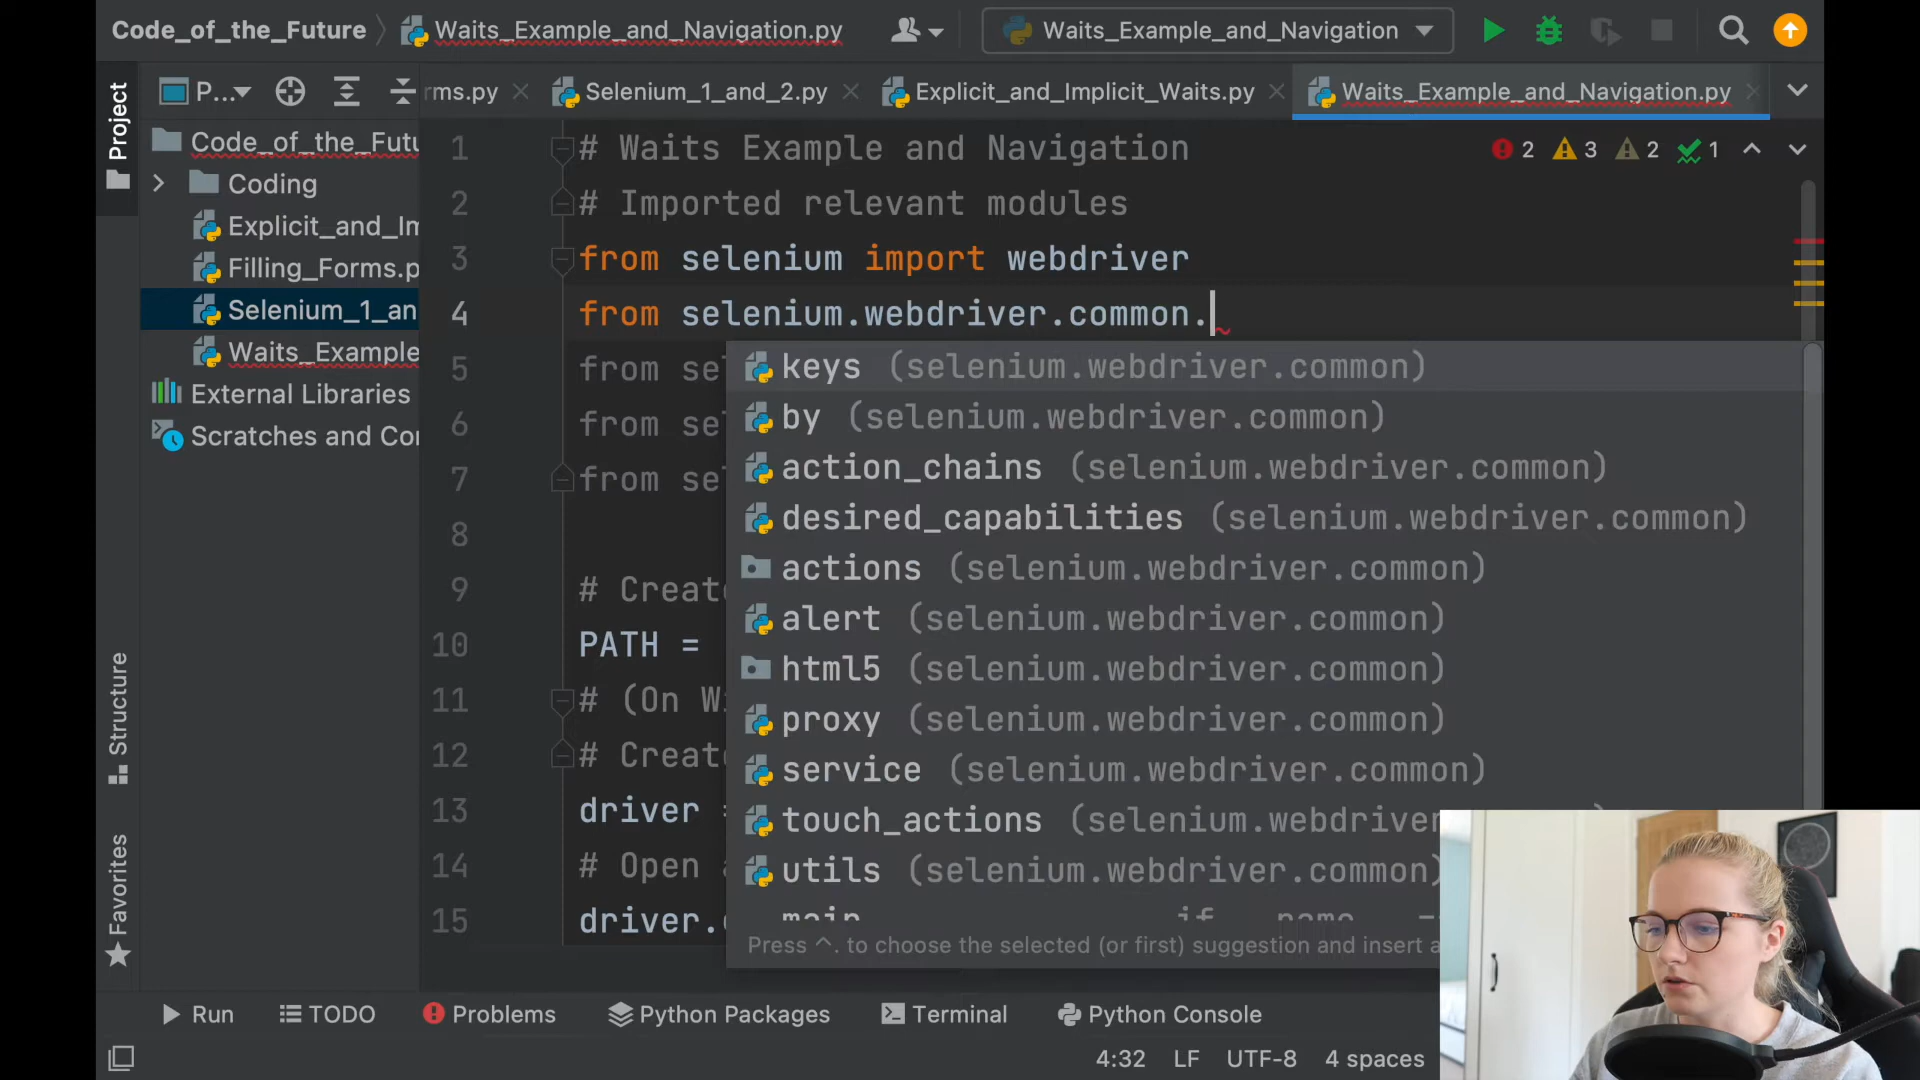 Code_of_the_Future
Waits_Example_and_Navigation.py
Waits_Example_and_Navigation
Project
P...
rms.py
Selenium_1_and_2.py
Explicit_and_Implicit_Waits.py
Waits_Example_and_Navigation.py
Code_of_the_Futu
Coding
Explicit_and_Im
Filling_Forms.p
Selenium_1_an
Waits_Example
External Libraries
Scratches and Co
2 3 2 1
1 # Waits Example and Navigation
2 # Imported relevant modules
3 from selenium import webdriver
4 from selenium.webdriver.common.
5 from se
6 from se
7 from se
8
9 # Creat
10 PATH =
11 # (On W
12 # Creat
13 driver =
14 # Open
15 driver.
keys (selenium.webdriver.common)
by (selenium.webdriver.common)
action_chains (selenium.webdriver.common)
desired_capabilities (selenium.webdriver.common)
actions (selenium.webdriver.common)
alert (selenium.webdriver.common)
html5 (selenium.webdriver.common)
proxy (selenium.webdriver.common)
service (selenium.webdriver.common)
touch_actions (selenium.webdriver
utils (selenium.webdriver.common)
main if name
Press ^. to choose the selected (or first) suggestion and insert a
Structure
Favorites
Run
TODO
Problems
Python Packages
Terminal
Python Console
4:32 LF UTF-8 4 spaces